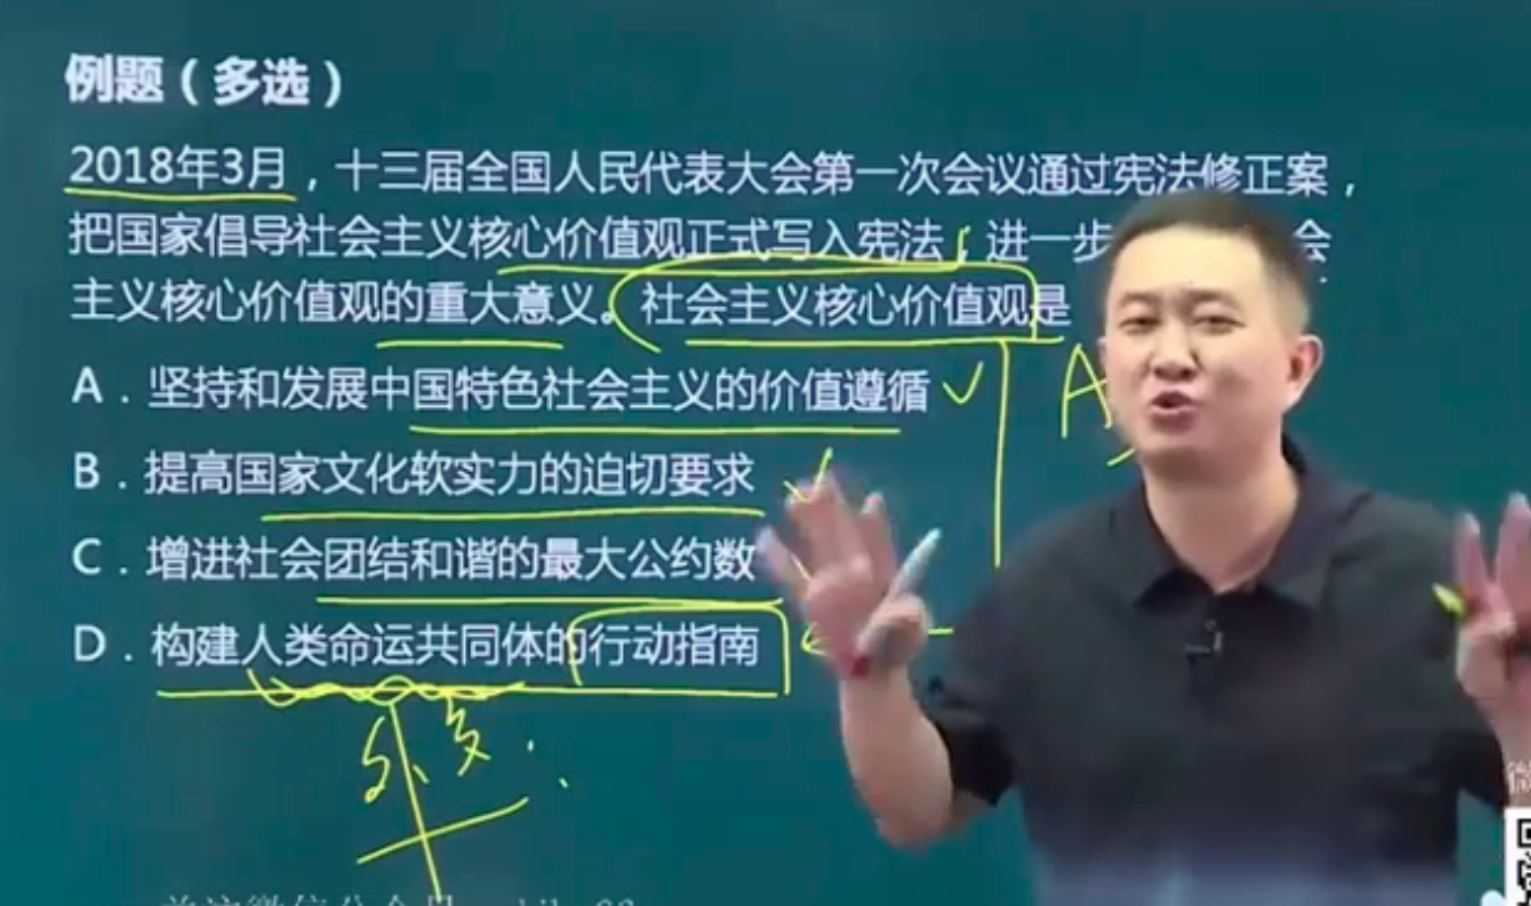 例题（多选）
2018年3月，十三届全国人民代表大会第一次会议通过宪法修正案，
把国家倡导社会主义核心价值观正式写入宪法，进一步 会
主义核心价值观的重大意义。社会主义核心价值观是
A．坚持和发展中国特色社会主义的价值遵循 A
B．提高国家文化软实力的迫切要求
C．增进社会团结和谐的最大公约数
D．构建人类命运共同体的行动指南
外交
微